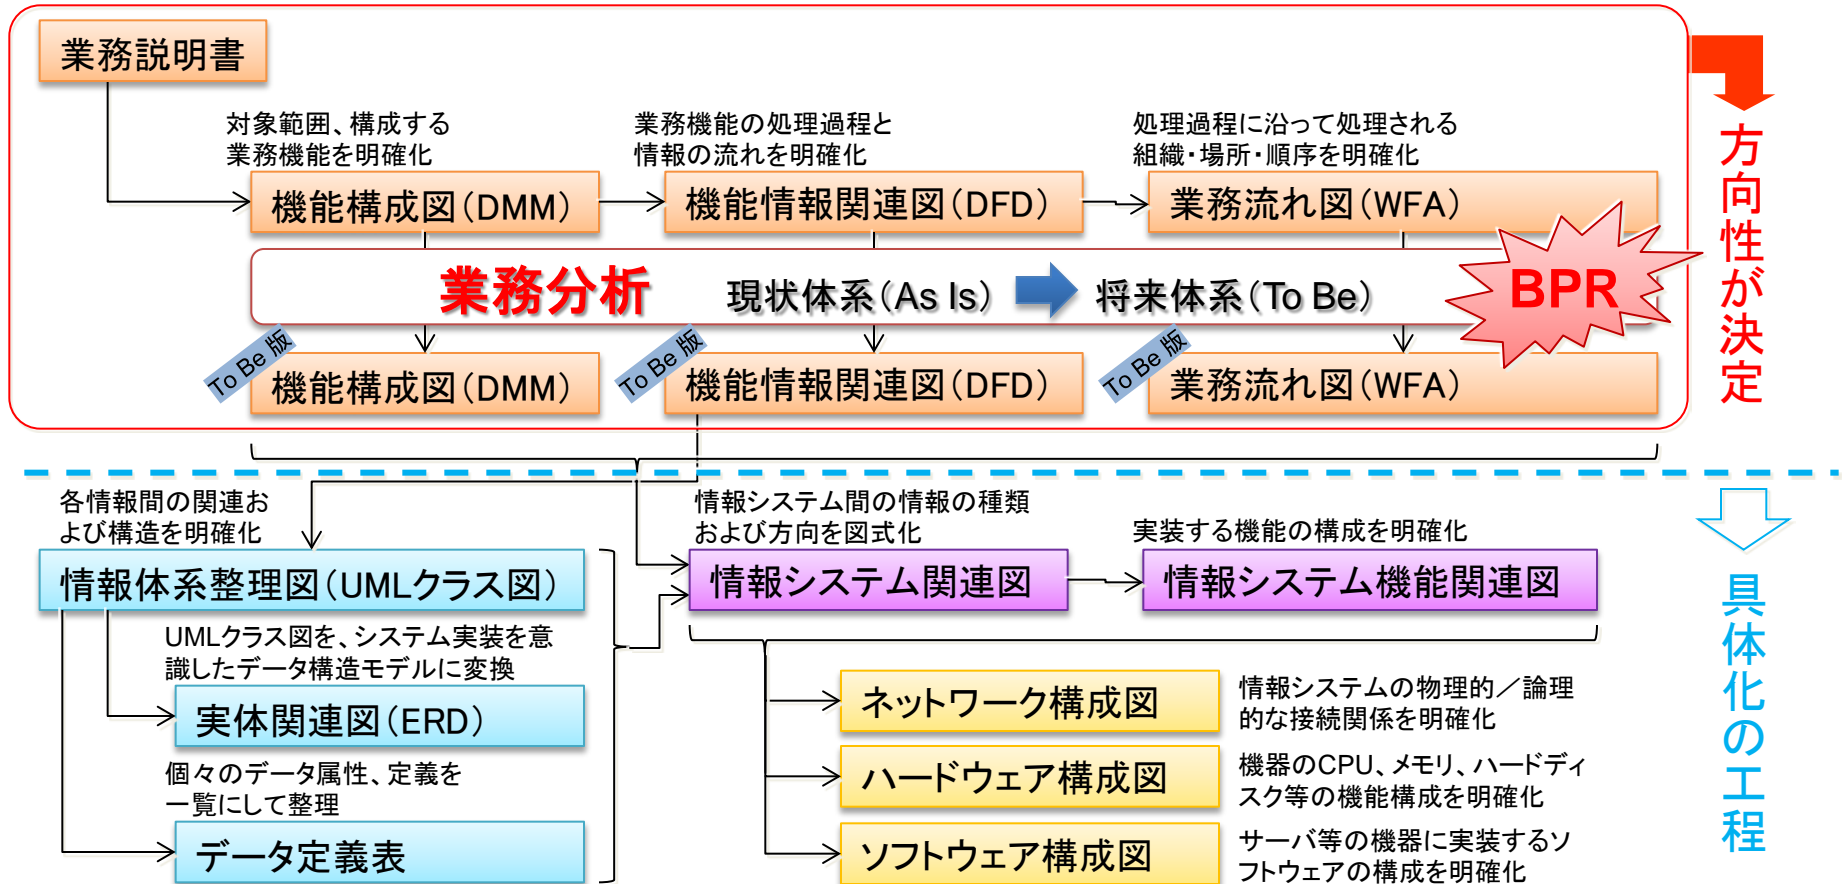 業務説明書
対象範囲、構成する
業務機能を明確化
業務機能の処理過程と
情報の流れを明確化
処理過程に沿って処理される
組織・場所・順序を明確化
機能構成図(DMM)
機能情報関連図(DFD)
業務流れ図(WFA)
業務分析
現状体系(As Is)
将来体系(To Be)
BPR
To Be 版
機能構成図(DMM)
To Be 版
機能情報関連図(DFD)
To Be 版
業務流れ図(WFA)
方向性が決定
各情報間の関連お
よび構造を明確化
情報体系整理図(UMLクラス図)
UMLクラス図を、システム実装を意
識したデータ構造モデルに変換
実体関連図(ERD)
個々のデータ属性、定義を
一覧にして整理
データ定義表
情報システム間の情報の種類
および方向を図式化
情報システム関連図
実装する機能の構成を明確化
情報システム機能関連図
ネットワーク構成図
情報システムの物理的/論理
的な接続関係を明確化
ハードウェア構成図
機器のCPU、メモリ、ハードディ
スク等の機能構成を明確化
ソフトウェア構成図
サーバ等の機器に実装するソ
フトウェアの構成を明確化
具体化の工程